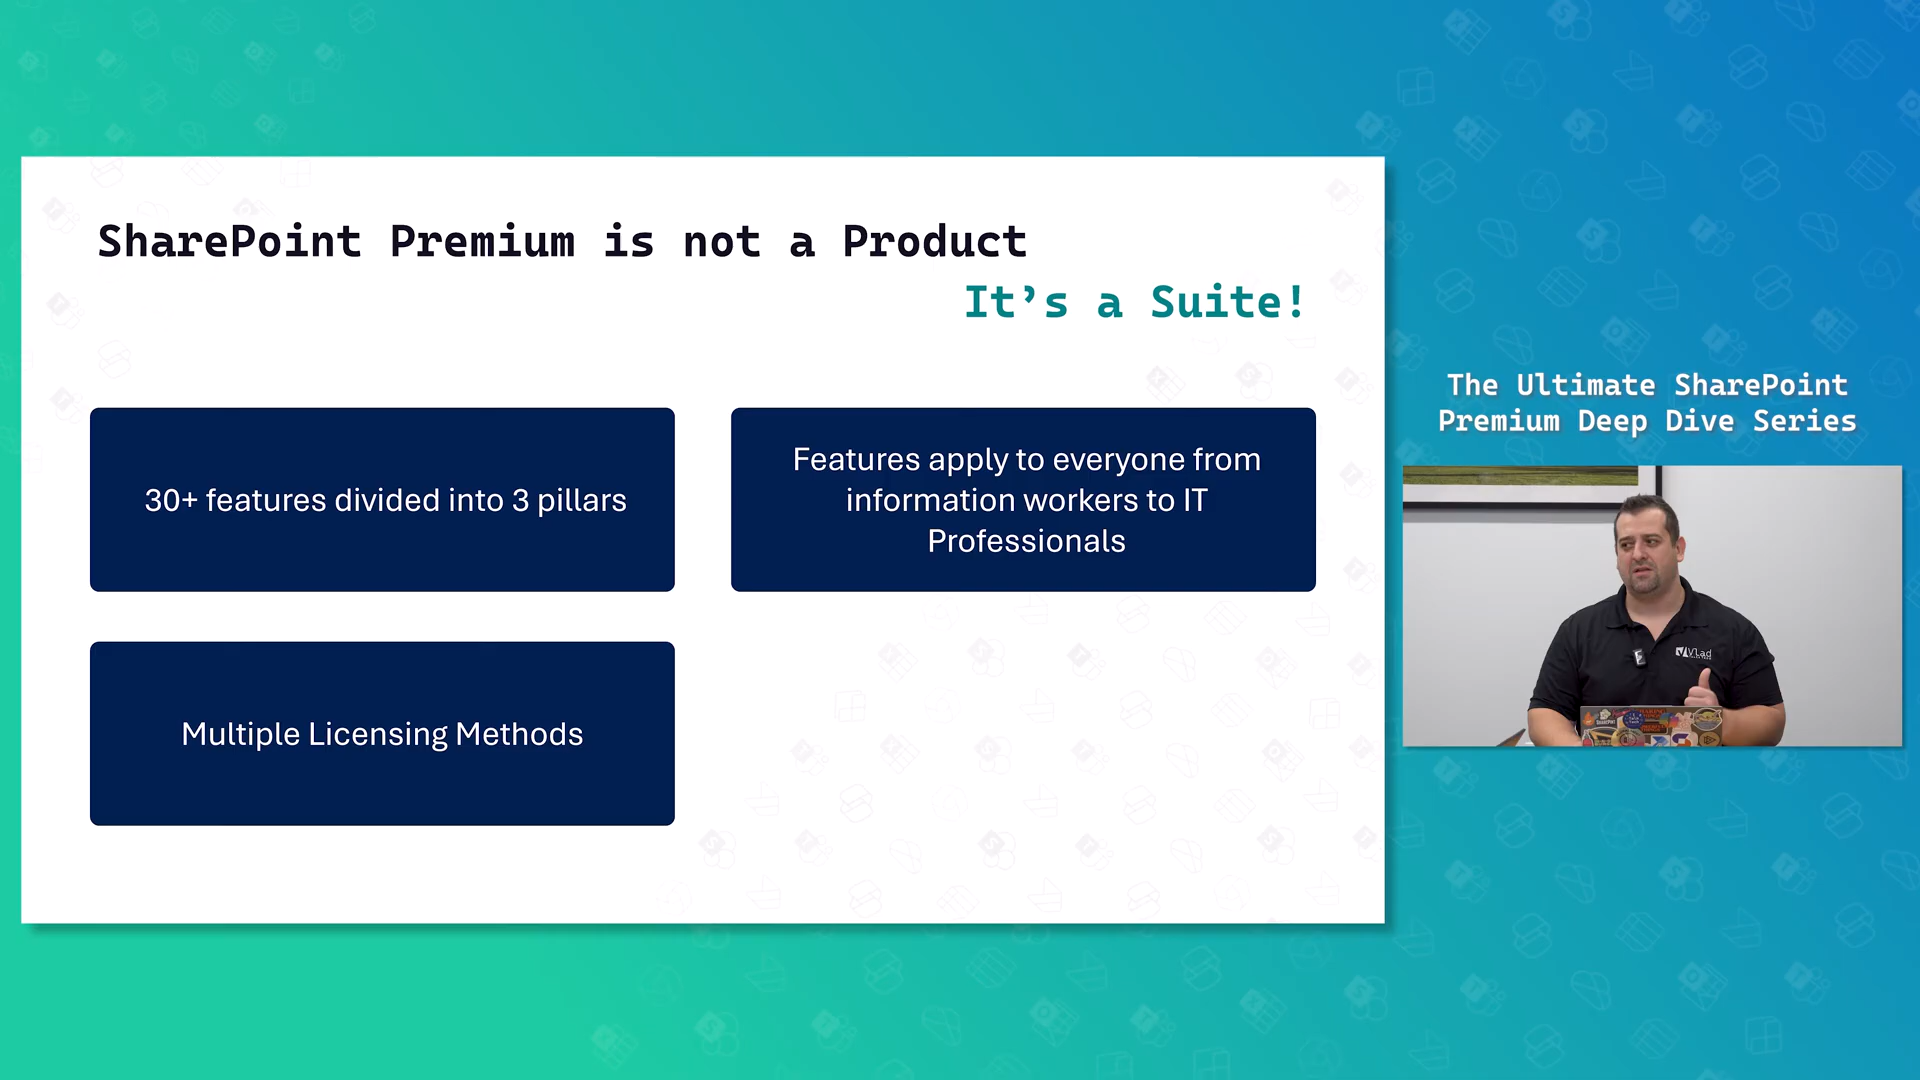 SharePoint Premium is not a Product
It’s a Suite!
30+ features divided into 3 pillars
Features apply to everyone from
information workers to IT
Professionals
Multiple Licensing Methods
The Ultimate SharePoint
Premium Deep Dive Series
Vlad